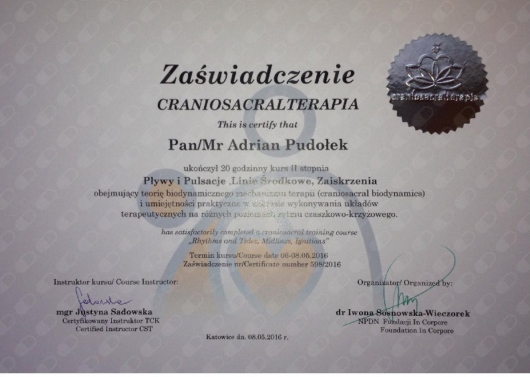 Zaświadczenie
CRANIOSACRALTERAPIA
This is certify that
Pan/Mr Adrian Pudołek
ukończył 20 godzinny kurs II stopnia
Pływy i Pulsacje ,Linie Środkowe, Zaiskrzenia
obejmujący teorię biodynamicznego mechanizmu terapii (craniosacral biodynamics)
i umiejętności praktyczne w zakresie wykonywania układów
terapeutycznych na różnych poziomach rytmu czaszkowo-krzyżowego.
has satisfactorily completed a craniosacral training course
„Rhythms and Tides, Midlines, Ignitions"
Termin kursu/Course date 06-08.05.2016
Zaświadczenie nr/Certificate number 598/2016
craniosacralterapia
Instruktor kursu/ Course Instructor:
mgr Justyna Sadowska
Certyfikowany Instruktor TCK
Certified Instructor CST
Organizator/ Organized by:
dr Iwona Sosnowska-Wieczorek
NPDN Fundacji In Corpore
Foundation In Corpore
Katowice dn. 08.05.2016 r.